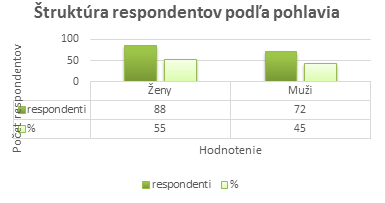 Štruktúra respondentov podľa pohlavia
Počet respondentov
100
50
0
Ženy Muži
respondenti 88 72
% 55 45
Hodnotenie
respondenti %